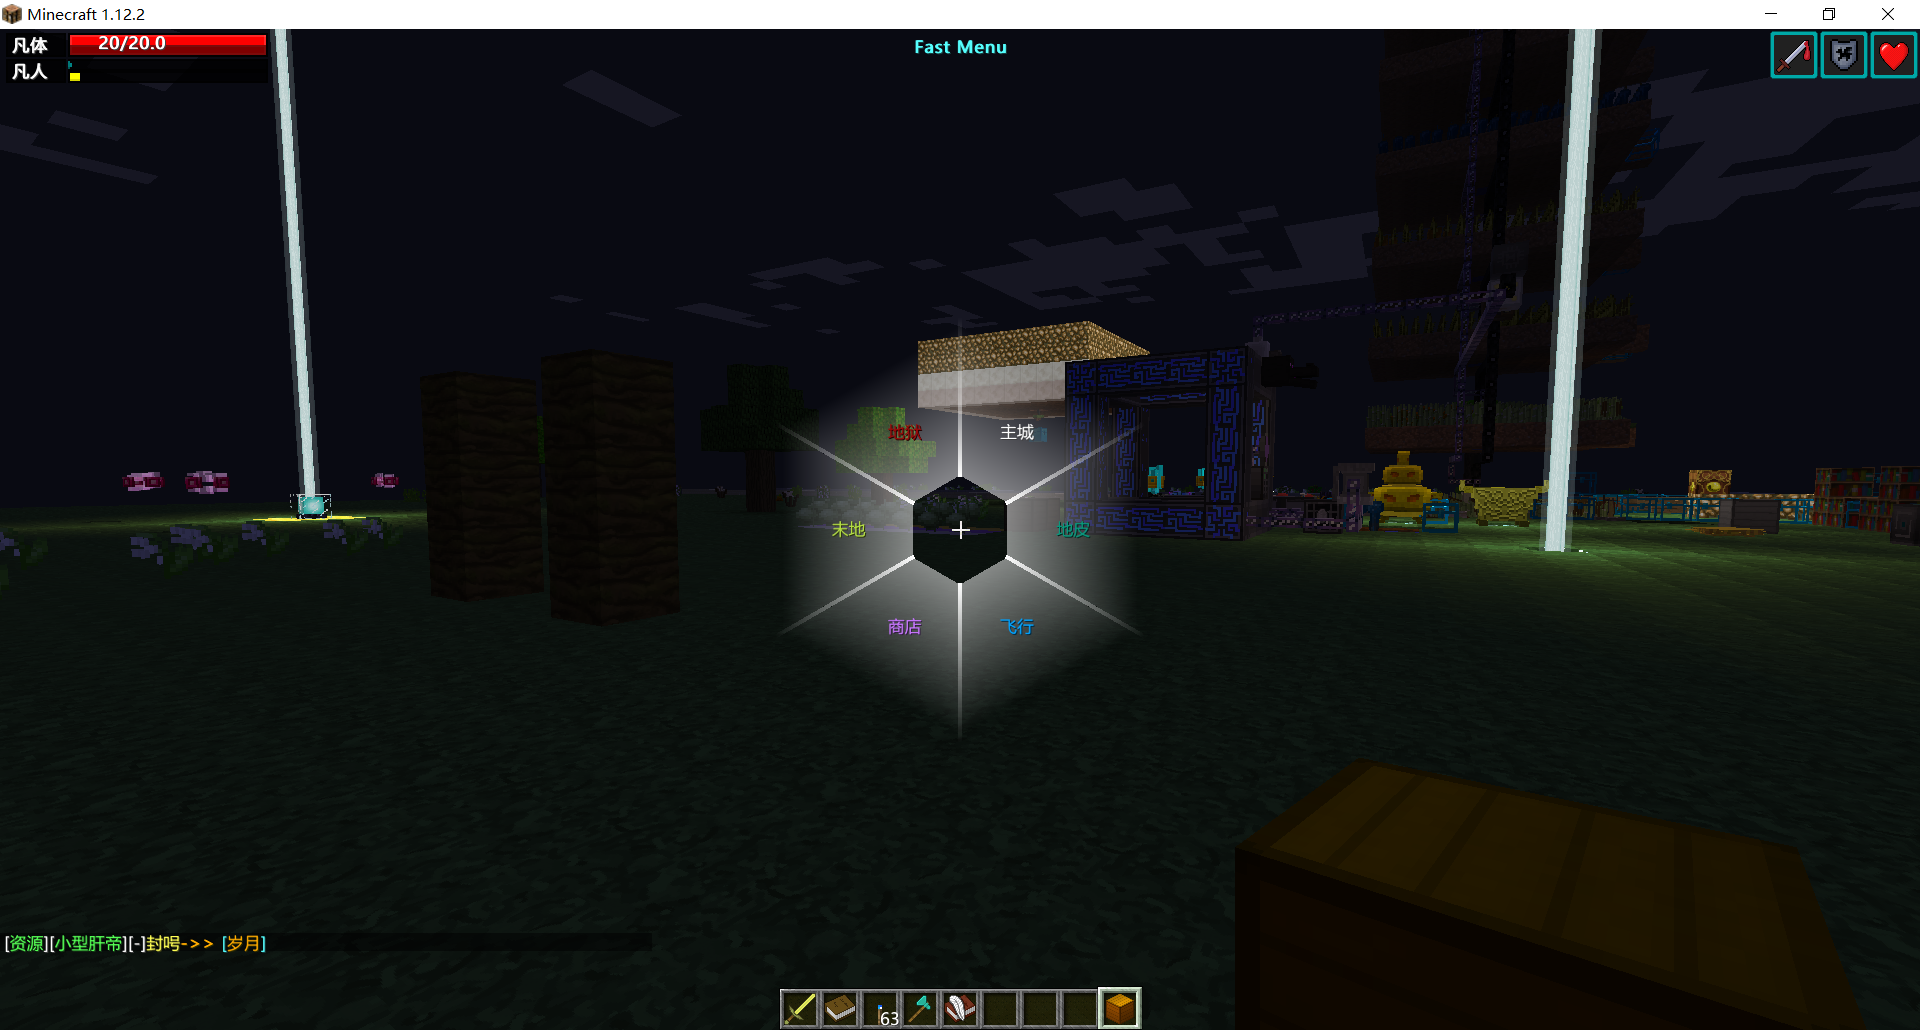 Minecraft 1.12.2
凡体 20/20.0
凡人
Fast Menu
地狱
主城
末地
地皮
商店
飞行
[资源][小型肝帝][-]封号->> [岁月]
63